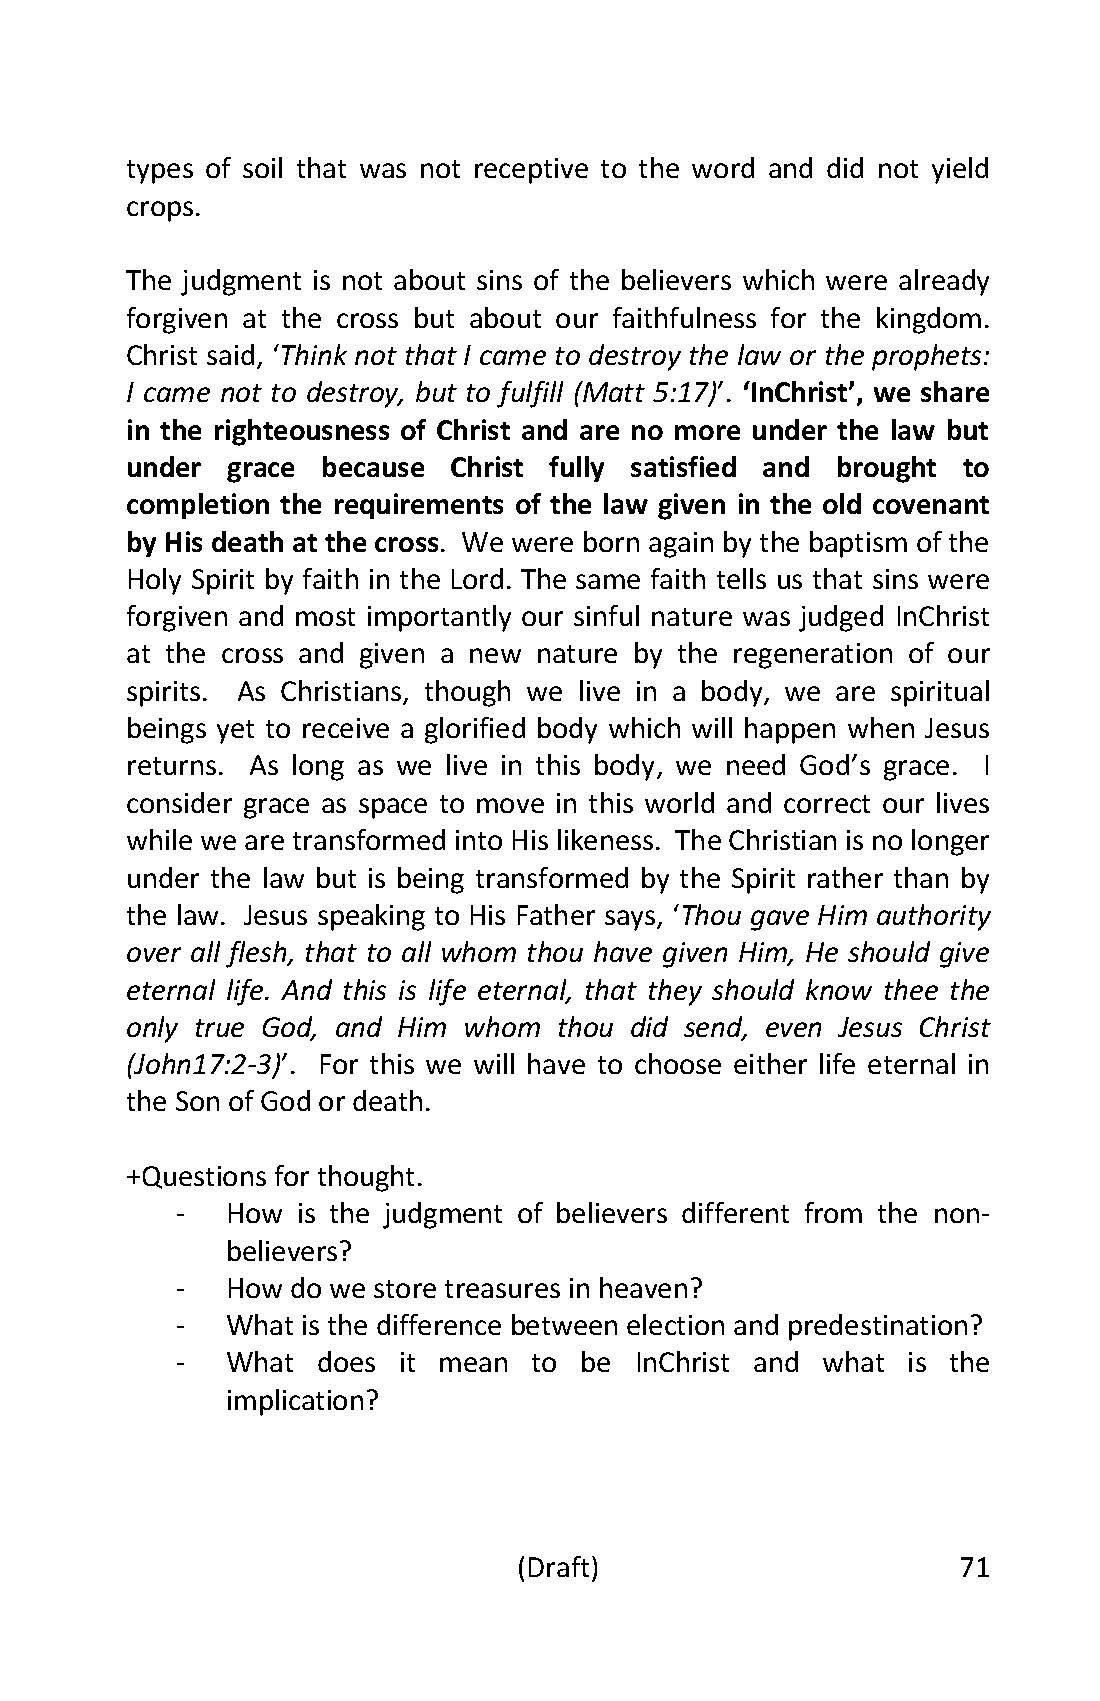 types of soil that was not receptive to the word and did not yield
crops.
The judgment is not about sins of the believers which were already
forgiven at the cross but about our faithfulness for the kingdom.
Christ said, ‘Think not that I came to destroy the law or the prophets:
I came not to destroy, but to fulfill (Matt 5:17)’. ‘InChrist’, we share
in the righteousness of Christ and are no more under the law but
under grace because Christ fully satisfied and brought to
completion the requirements of the law given in the old covenant
by His death at the cross. We were born again by the baptism of the
Holy Spirit by faith in the Lord. The same faith tells us that sins were
forgiven and most importantly our sinful nature was judged InChrist
at the cross and given a new nature by the regeneration of our
spirits. As Christians, though we live in a body, we are spiritual
beings yet to receive a glorified body which will happen when Jesus
returns. As long as we live in this body, we need God’s grace. I
consider grace as space to move in this world and correct our lives
while we are transformed into His likeness. The Christian is no longer
under the law but is being transformed by the Spirit rather than by
the law. Jesus speaking to His Father says, ‘Thou gave Him authority
over all flesh, that to all whom thou have given Him, He should give
eternal life. And this is life eternal, that they should know thee the
only true God, and Him whom thou did send, even Jesus Christ
(John17:2-3)’. For this we will have to choose either life eternal in
the Son of God or death.
+Questions for thought.
- How is the judgment of believers different from the non-
believers?
- How do we store treasures in heaven?
- What is the difference between election and predestination?
- What does it mean to be InChrist and what is the
implication?
(Draft) 71